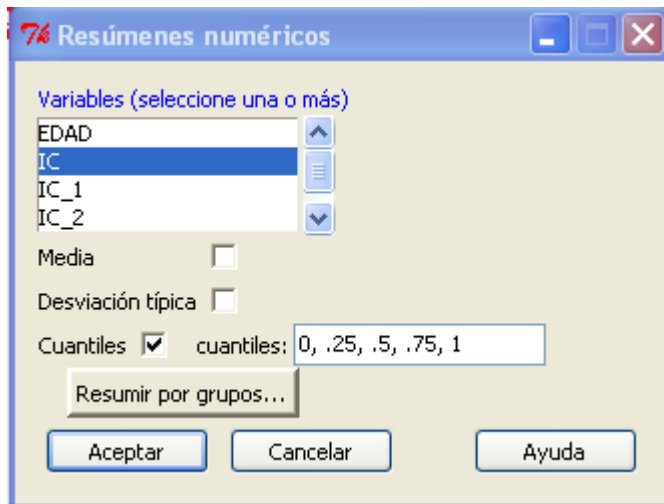 Resúmenes numéricos
Variables (seleccione una o más)
EDAD
IC
IC_1
IC_2
Media
Desviación típica
Cuantiles cuantiles: 0, .25, .5, .75, 1
Resumir por grupos...
Aceptar Cancelar Ayuda